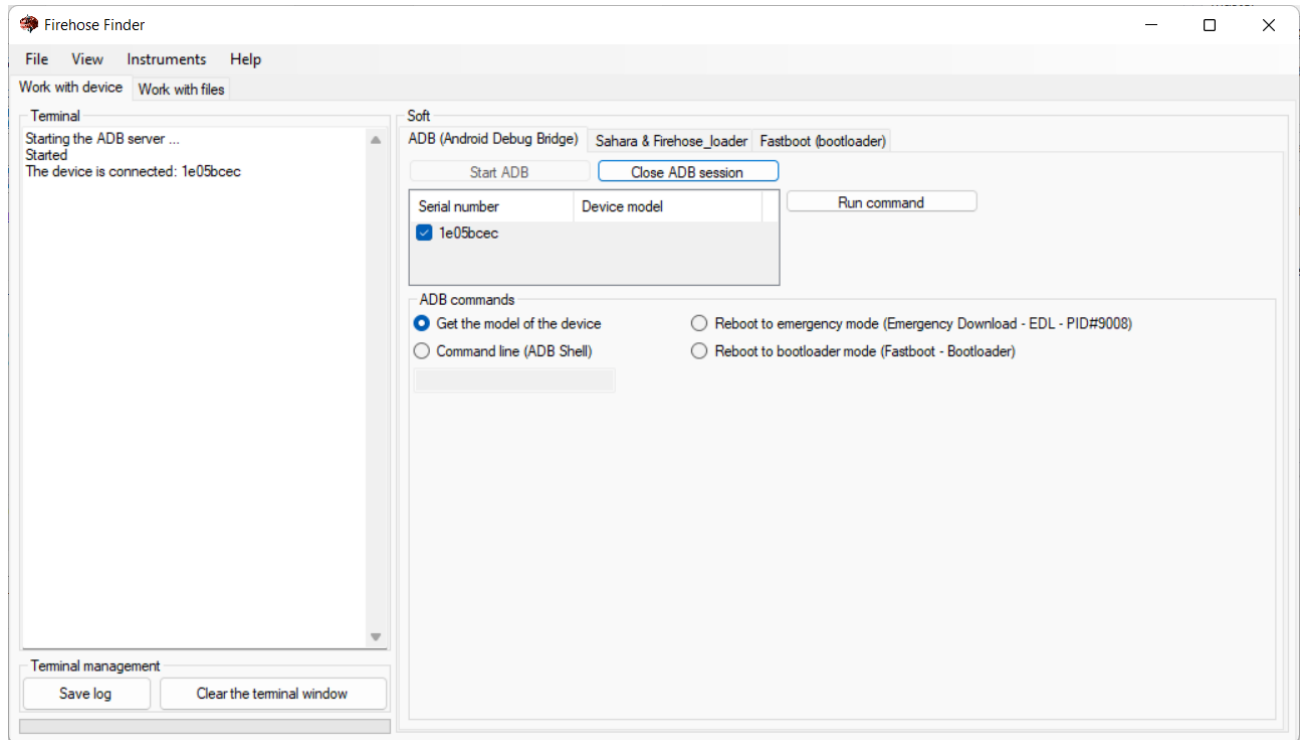 Firehose Finder
File View Instruments Help
Work with device Work with files
Terminal
Starting the ADB server ...
Started
The device is connected: 1e05bcec
Terminal management
Save log Clear the terminal window
Soft
ADB (Android Debug Bridge) Sahara & Firehose_loader Fastboot (bootloader)
Start ADB Close ADB session
Serial number Device model Run command
1e05bcec
ADB commands
Get the model of the device Reboot to emergency mode (Emergency Download - EDL - PID#9008)
Command line (ADB Shell) Reboot to bootloader mode (Fastboot - Bootloader)